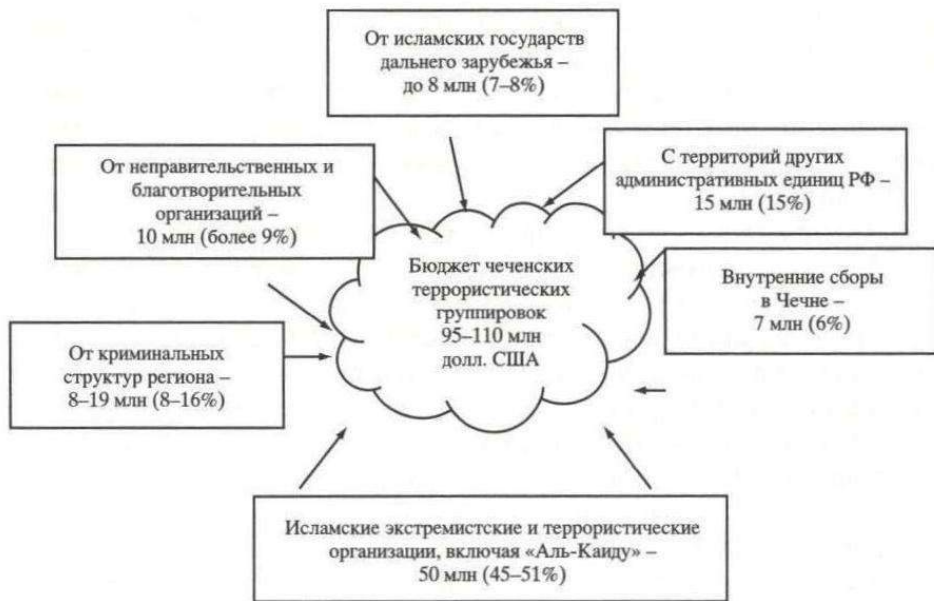 От исламских государств
дальнего зарубежья –
до 8 млн (7–8%)
От неправительственных и
благотворительных
организаций –
10 млн (более 9%)
С территорий других
административных единиц РФ –
15 млн (15%)
Бюджет чеченских
террористических
группировок
95–110 млн
долл. США
Внутренние сборы
в Чечне –
7 млн (6%)
От криминальных
структур региона –
8–19 млн (8–16%)
Исламские экстремистские и террористические
организации, включая «Аль-Каиду» –
50 млн (45–51%)